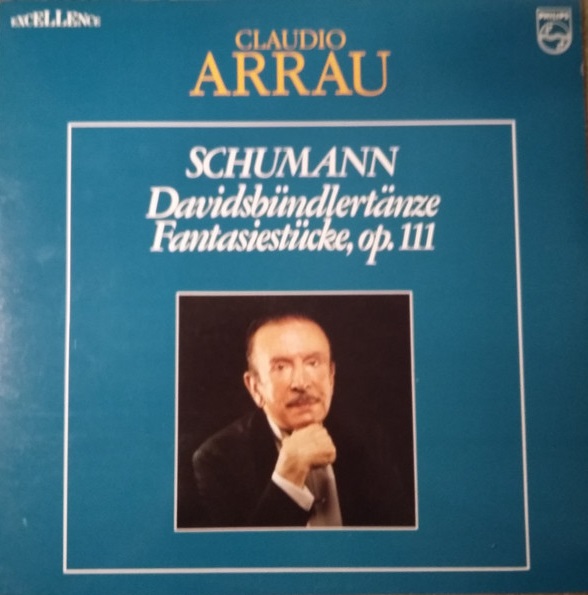 EXCELLENCE
PHILIPS
CLAUDIO
ARRAU
SCHUMANN
Davidsbündlertänze
Fantasiestücke, op. 111